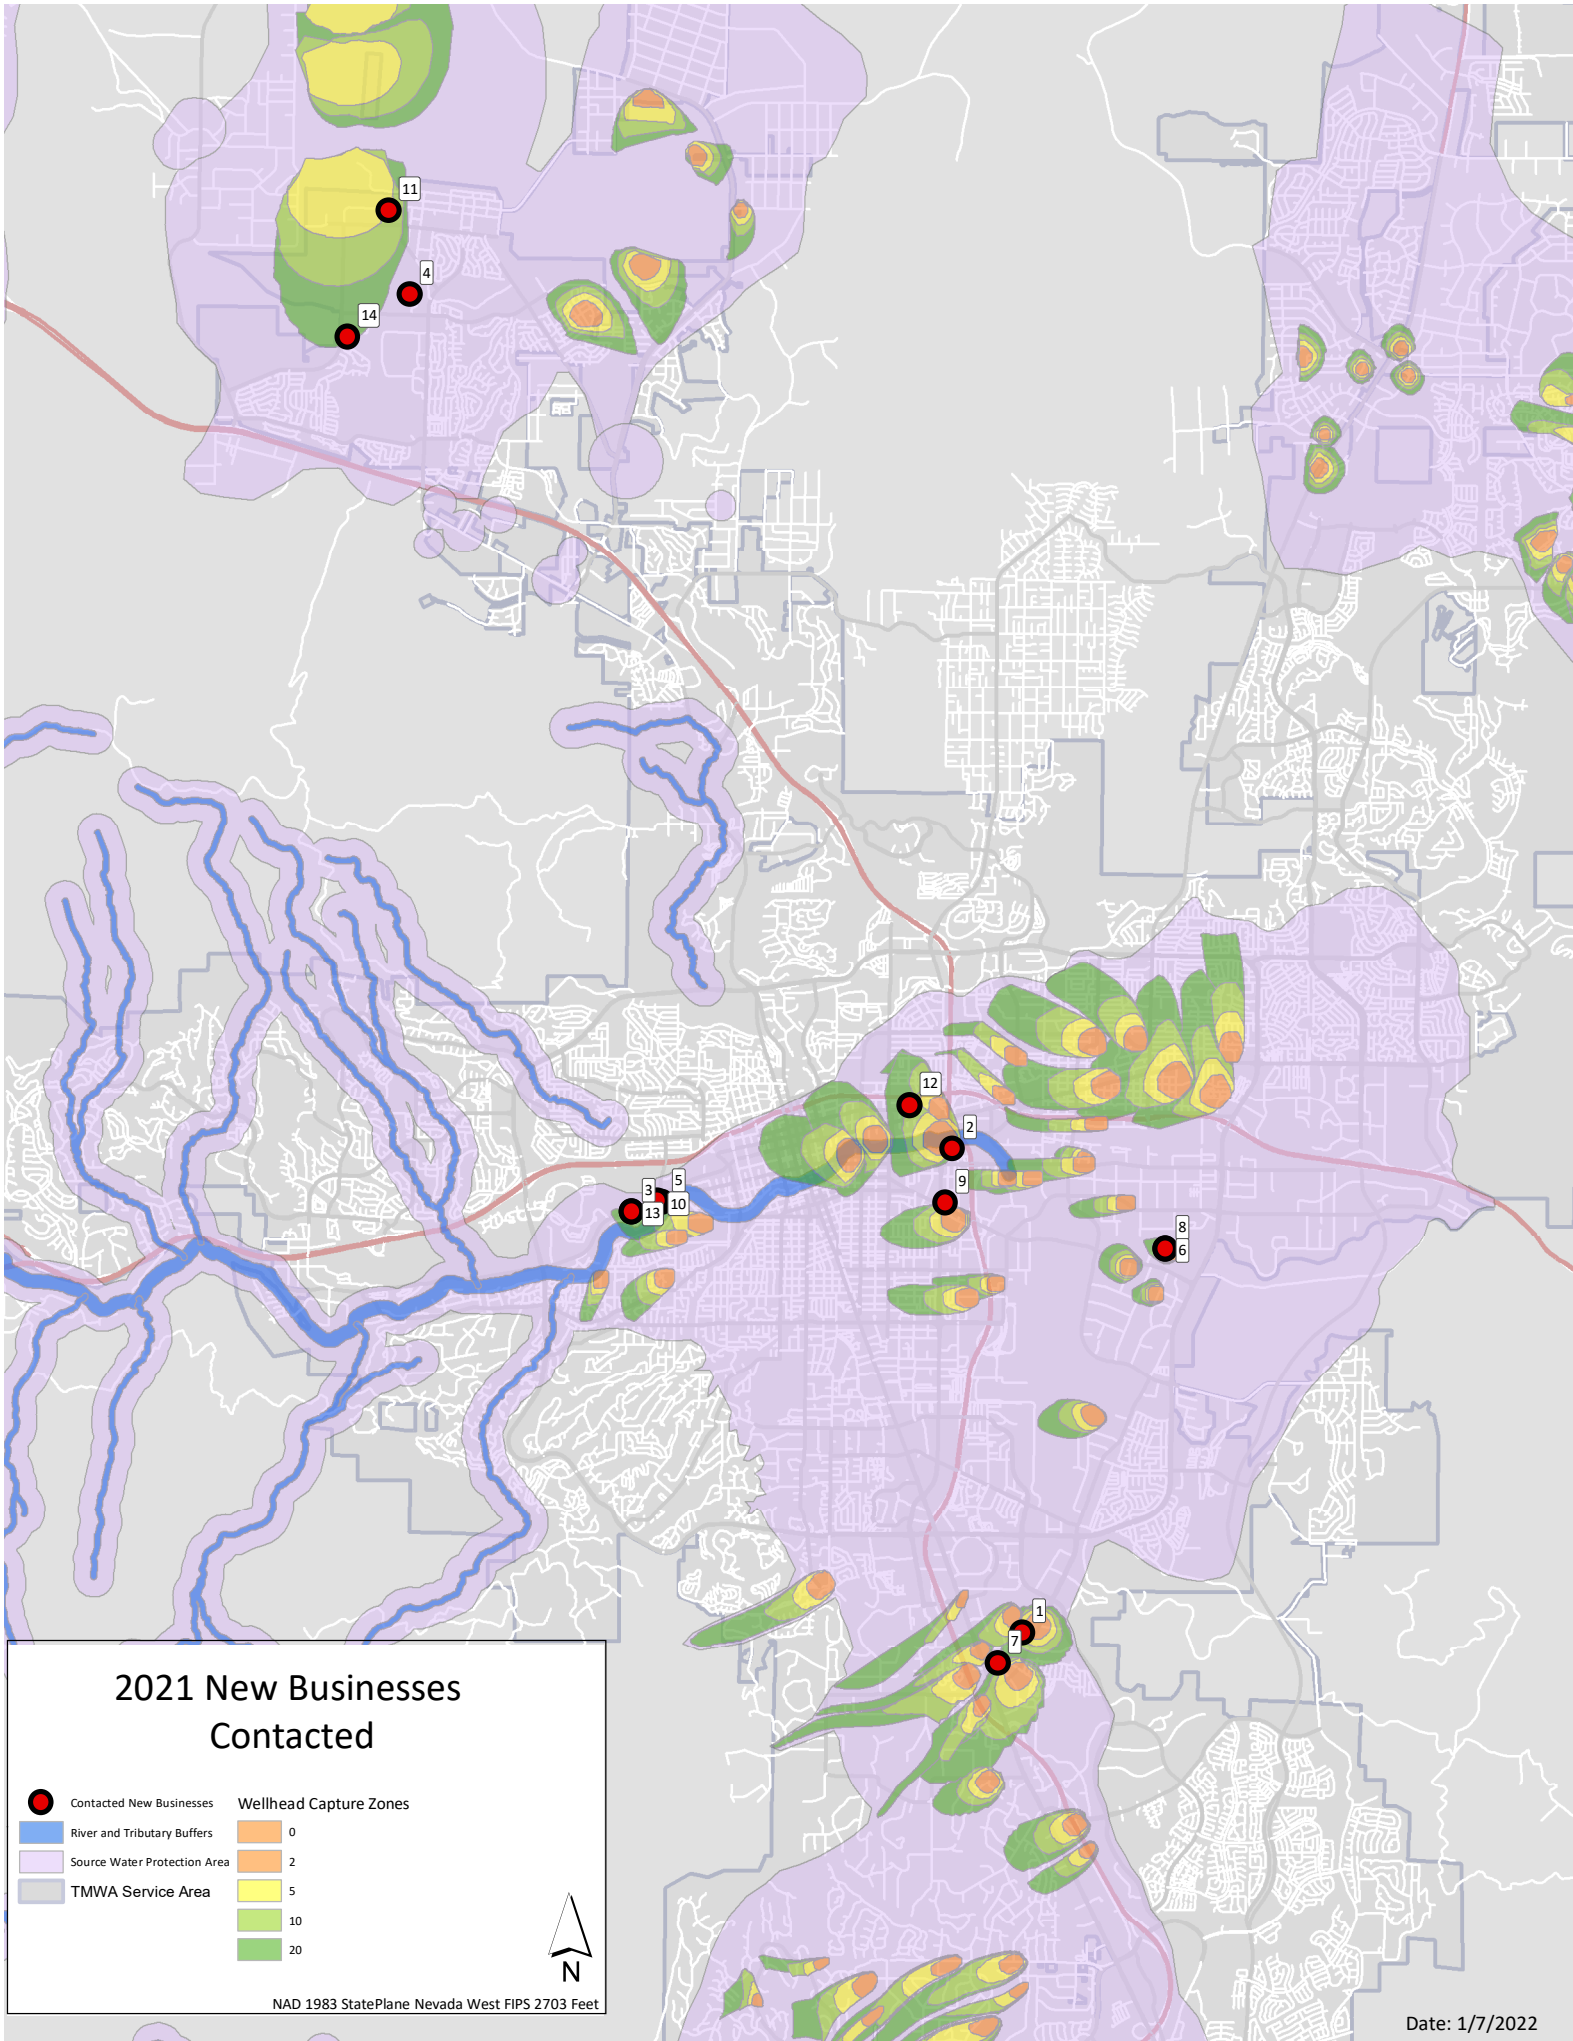 11
4
14
12
2
5
3
9
10
13
8
6
1
7
2021 New Businesses
Contacted
Contacted New Businesses
River and Tributary Buffers
Source Water Protection Area
TMWA Service Area
Wellhead Capture Zones
0
2
5
10
20
N
NAD 1983 StatePlane Nevada West FIPS 2703 Feet
Date: 1/7/2022